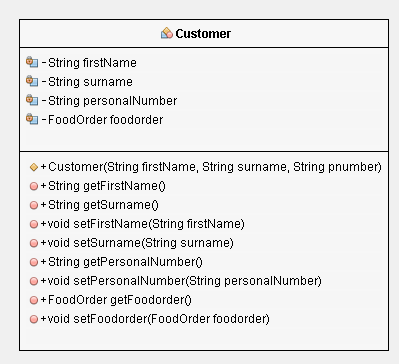 Customer
- String firstName
- String surname
- String personalNumber
- FoodOrder foodorder
+ Customer(String firstName, String surname, String pnumber)
+ String getFirstName()
+ String getSurname()
+void setFirstName(String firstName)
+void setSurname(String surname)
+ String getPersonalNumber()
+void setPersonalNumber(String personalNumber)
+FoodOrder getFoodorder()
+void setFoodorder(FoodOrder foodorder)